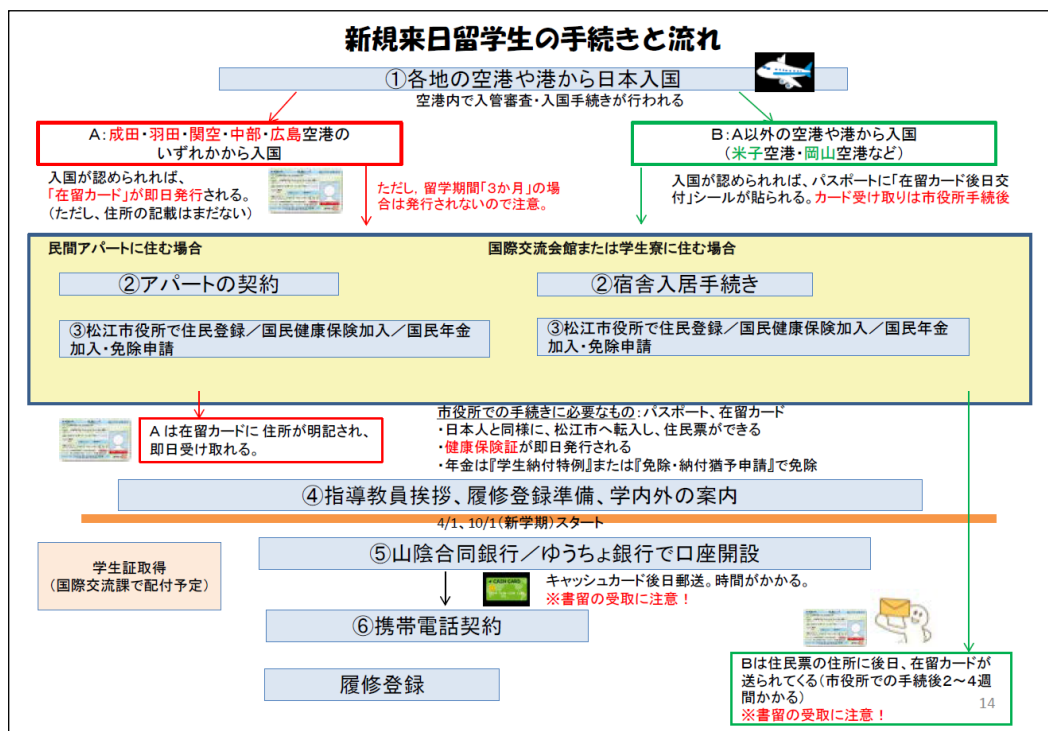 新規来日留学生の手続きと流れ
①各地の空港や港から日本入国
空港内で入管審査・入国手続きが行われる
A:成田・羽田・関空・中部・広島空港の
いずれかから入国
B:A以外の空港や港から入国
(米子空港・岡山空港など)
入国が認められれば、
「在留カード」が即日発行される。
(ただし、住所の記載はまだない)
ただし, 留学期間「3か月」の場
合は発行されないので注意。
入国が認められれば、パスポートに「在留カード後日交
付」シールが貼られる。カード受け取りは市役所手続後
民間アパートに住む場合
国際交流会館または学生寮に住む場合
②アパートの契約
②宿舎入居手続き
③松江市役所で住民登録/国民健康保険加入/国民年金
加入・免除申請
③松江市役所で住民登録/国民健康保険加入/国民年金
加入・免除申請
Aは在留カードに 住所が明記され、
即日受け取れる。
市役所での手続きに必要なもの:パスポート、在留カード
・日本人と同様に、松江市へ転入し、住民票ができる
・健康保険証が即日発行される
・年金は『学生納付特例』または『免除・納付猶予申請』で免除
④指導教員挨拶、履修登録準備、学内外の案内
4/1、10/1(新学期)スタート
学生証取得
(国際交流課で配付予定)
⑤山陰合同銀行/ゆうちょ銀行で口座開設
CASH CARD
キャッシュカード後日郵送。時間がかかる。
※書留の受取に注意!
⑥携帯電話契約
履修登録
Bは住民票の住所に後日、在留カードが
送られてくる(市役所での手続後2~4週
間かかる)
※書留の受取に注意!
14